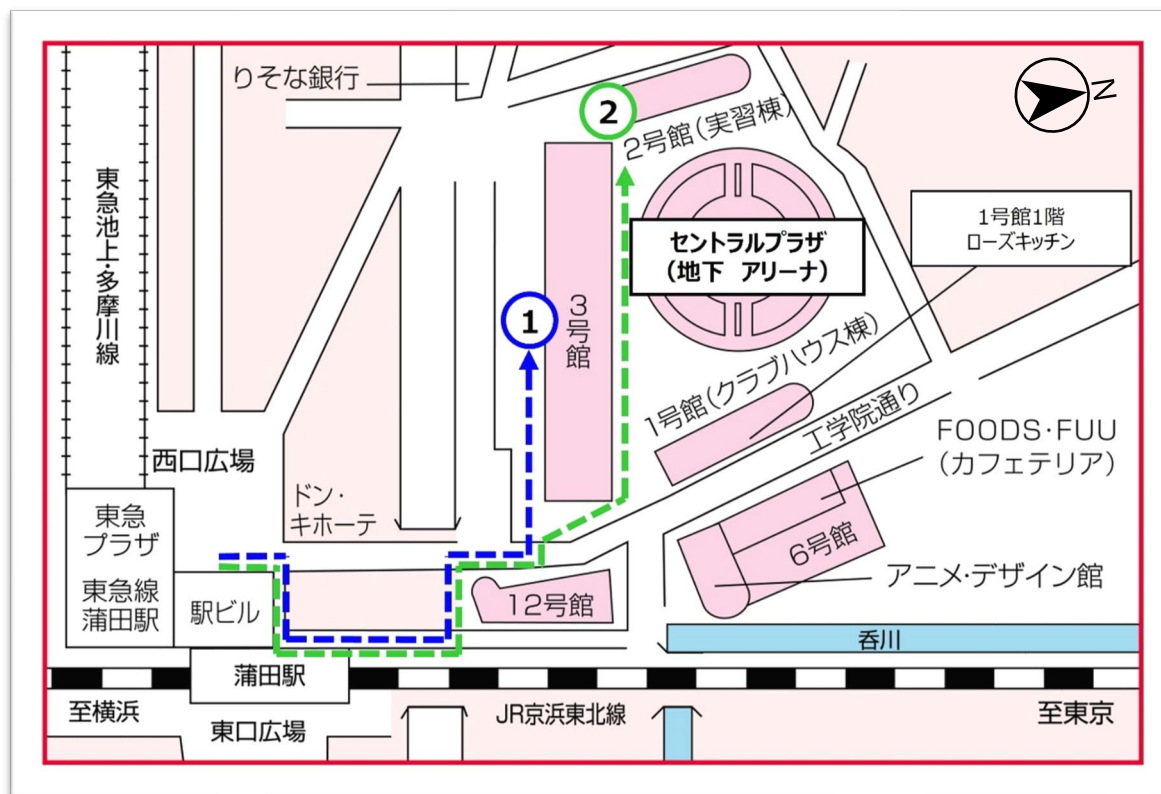 りそな銀行
N
2
2号館(実習棟)
東急池上・多摩川線
1号館1階
ローズキッチン
セントラルプラザ
(地下 アリーナ)
3号館
1
1号館(クラブハウス棟)
工学院通り
FOODS・FUU
(カフェテリア)
西口広場
ドン・
キホーテ
東急
プラザ
6号館
アニメ・デザイン館
東急線
蒲田駅
駅ビル
12号館
呑川
蒲田駅
至横浜
東口広場
JR京浜東北線
至東京